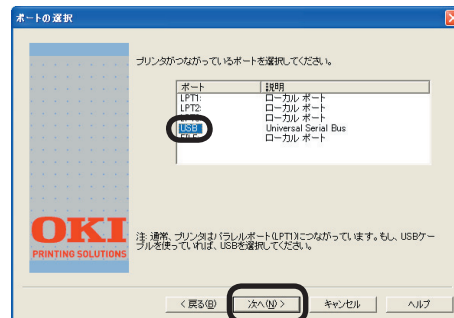 ポートの選択
プリンタがつながっているポートを選択してください。
ポート 説明
LPT1: ローカル ポート
LPT2: ローカル ポート
ローカル ポート
USB Universal Serial Bus
ローカル ポート
注: 通常、プリンタはパラレルポート(LPT1)につながっています。もし、USBケー
ブルを使っていれば、USBを選択してください。
OKI
PRINTING SOLUTIONS
< 戻る(B) 次へ(N) > キャンセル ヘルプ